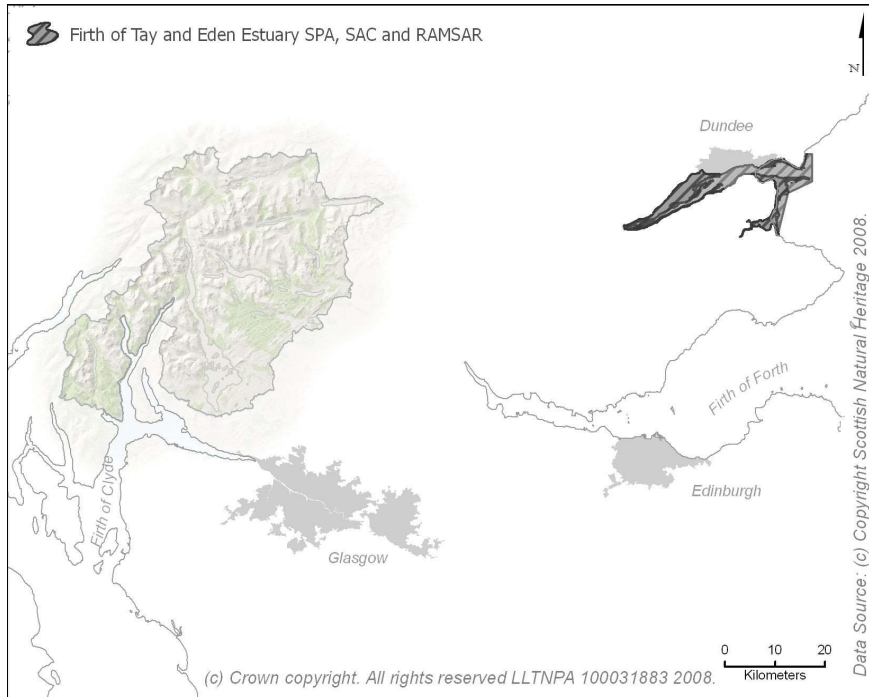 Firth of Tay and Eden Estuary SPA, SAC and RAMSAR
N
Dundee
Firth of Forth
Edinburgh
Firth of Clyde
Glasgow
0 10 20
Kilometers
(c) Crown copyright. All rights reserved LLTNPA 100031883 2008.
Data Source: (c) Copyright Scottish Natural Heritage 2008.